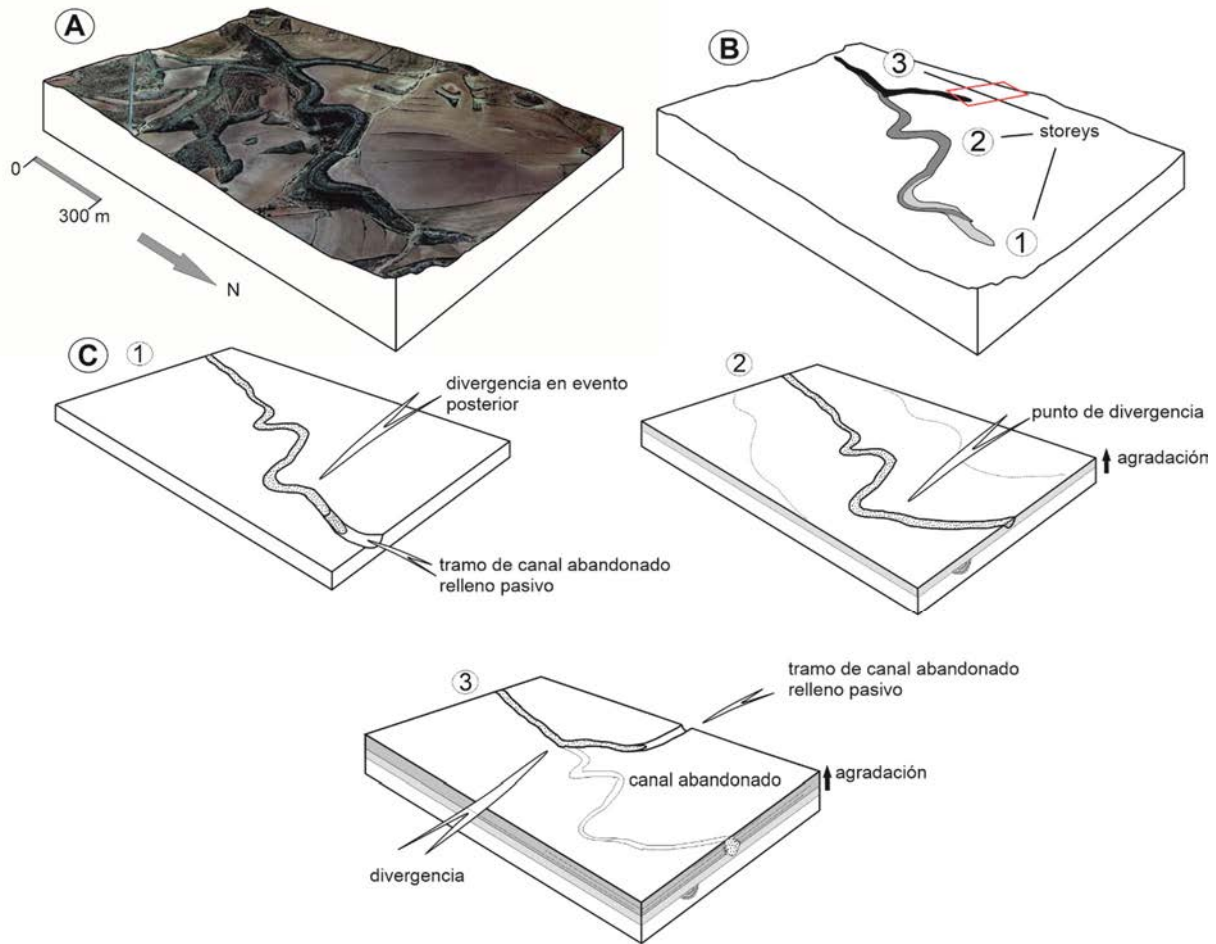 A
0
300 m
N
B
3
2
storeys
1
C
1
divergencia en evento
posterior
tramo de canal abandonado
relleno pasivo
2
punto de divergencia
agradación
3
tramo de canal abandonado
relleno pasivo
canal abandonado
agradación
divergencia